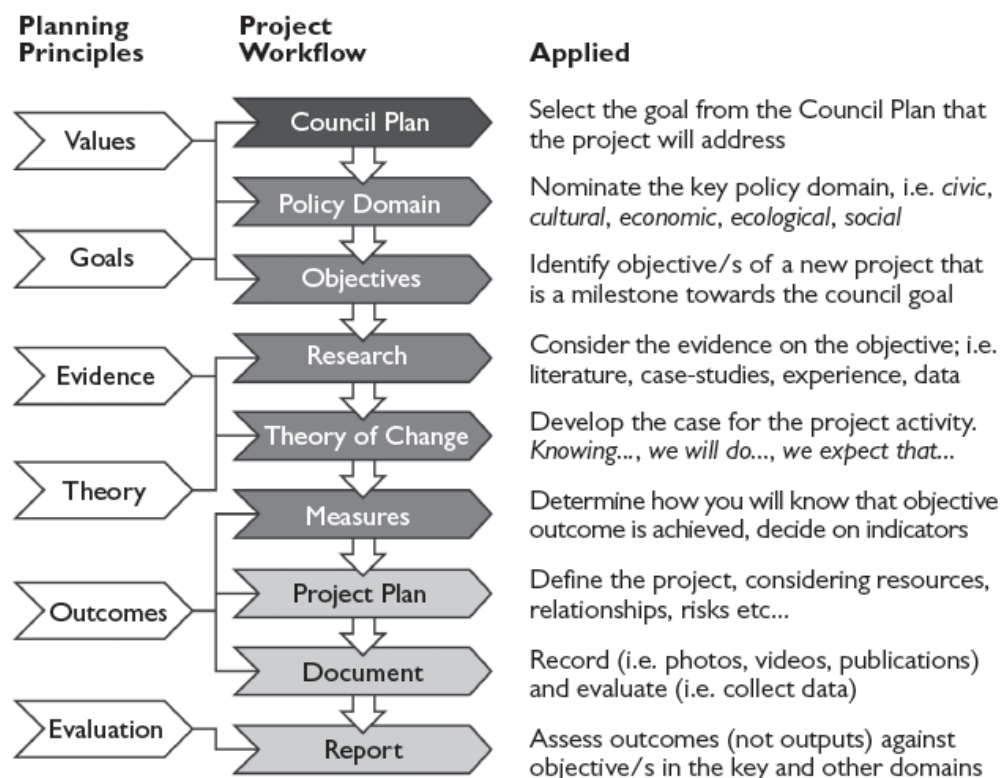 Planning
Principles
Project
Workflow
Applied
Values
Goals
Evidence
Theory
Outcomes
Evaluation
Council Plan
Policy Domain
Objectives
Research
Theory of Change
Measures
Project Plan
Document
Report
Select the goal from the Council Plan that
the project will address
Nominate the key policy domain, i.e. civic,
cultural, economic, ecological, social
Identify objective/s of a new project that
is a milestone towards the council goal
Consider the evidence on the objective; i.e.
literature, case-studies, experience, data
Develop the case for the project activity.
Knowing..., we will do..., we expect that...
Determine how you will know that objective
outcome is achieved, decide on indicators
Define the project, considering resources,
relationships, risks etc...
Record (i.e. photos, videos, publications)
and evaluate (i.e. collect data)
Assess outcomes (not outputs) against
objective/s in the key and other domains